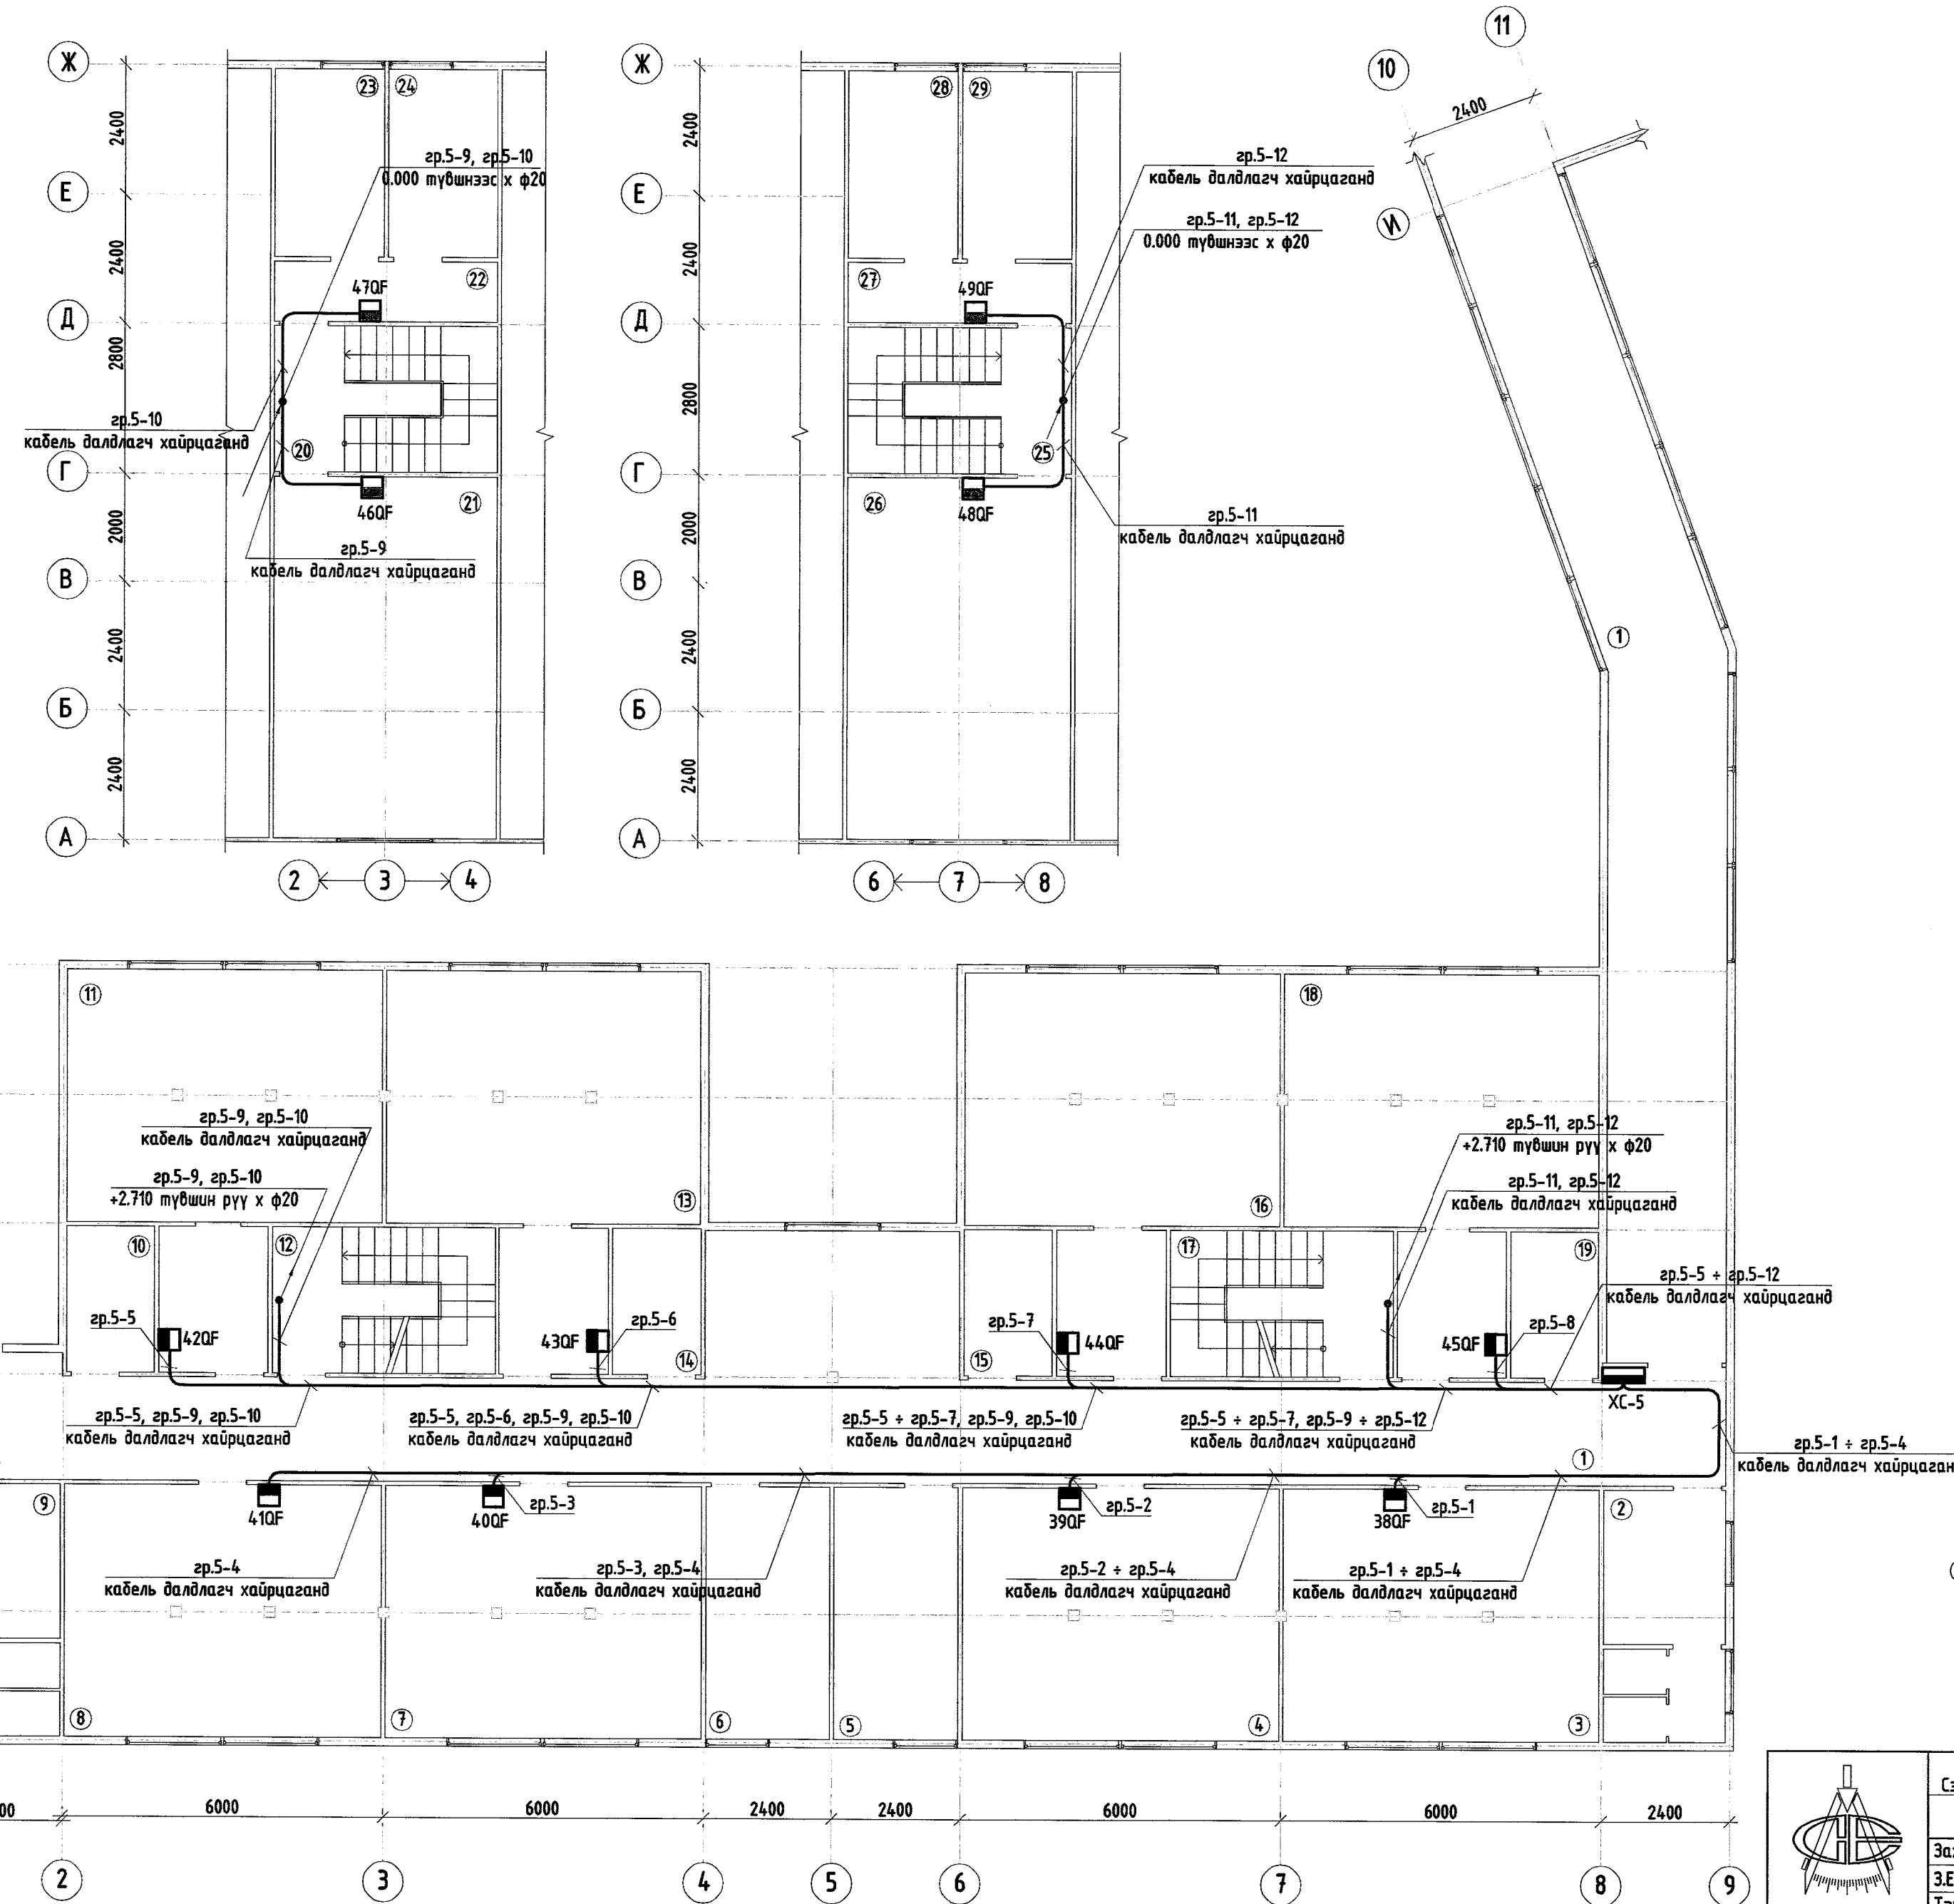 Ж
Е
Д
Г
В
Б
А
2400
2400
2800
2000
2400
2400
23
24
гр.5-9, гр.5-10
0.000 түвшнээс х ф20
22
47QF
гр.5-10
кабель далдлагч хайрцаганд
20
46QF
21
гр.5-9
кабель далдлагч хайрцаганд
2
3
4
Ж
Е
Д
Г
В
Б
А
2400
2400
2800
2000
2400
2400
28
29
гр.5-12
кабель далдлагч хайрцаганд
гр.5-11, гр.5-12
0.000 түвшнээс х ф20
27
49QF
25
26
48QF
гр.5-11
кабель далдлагч хайрцаганд
6
7
8
10
11
2400
И
1
11
18
гр.5-9, гр.5-10
кабель далдлагч хайрцаганд
гр.5-9, гр.5-10
+2.710 түвшин рүү х ф20
13
16
гр.5-11, гр.5-12
+2.710 түвшин рүү х ф20
гр.5-11, гр.5-12
кабель далдлагч хайрцаганд
10
12
17
19
гр.5-5 ÷ гр.5-12
кабель далдлагч хайрцаганд
гр.5-5
42QF
43QF
гр.5-6
14
15
гр.5-7
44QF
45QF
гр.5-8
ХС-5
гр.5-5, гр.5-9, гр.5-10
кабель далдлагч хайрцаганд
гр.5-5, гр.5-6, гр.5-9, гр.5-10
кабель далдлагч хайрцаганд
гр.5-5 ÷ гр.5-7, гр.5-9, гр.5-10
кабель далдлагч хайрцаганд
гр.5-5 ÷ гр.5-7, гр.5-9 ÷ гр.5-12
кабель далдлагч хайрцаганд
1
гр.5-1 ÷ гр.5-4
кабель далдлагч хайрцаган
9
41QF
40QF
гр.5-3
39QF
гр.5-2
38QF
гр.5-1
2
гр.5-4
кабель далдлагч хайрцаганд
гр.5-3, гр.5-4
кабель далдлагч хайрцаганд
гр.5-2 ÷ гр.5-4
кабель далдлагч хайрцаганд
гр.5-1 ÷ гр.5-4
кабель далдлагч хайрцаганд
8
7
6
5
4
3
00
6000
6000
2400
2400
6000
6000
2400
2
3
4
5
6
7
8
9
З.Е